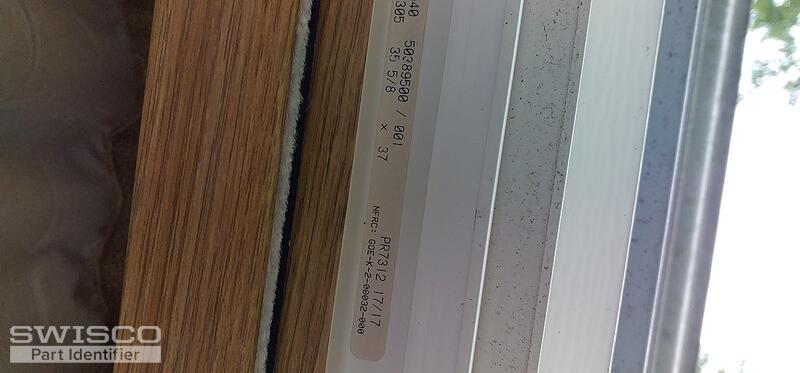 40 50389500 / 001 PR7312 17/17
305 35 5/8 x 37
NFRC: GOE-K-2-00032-000
SWISCO
Part Identifier